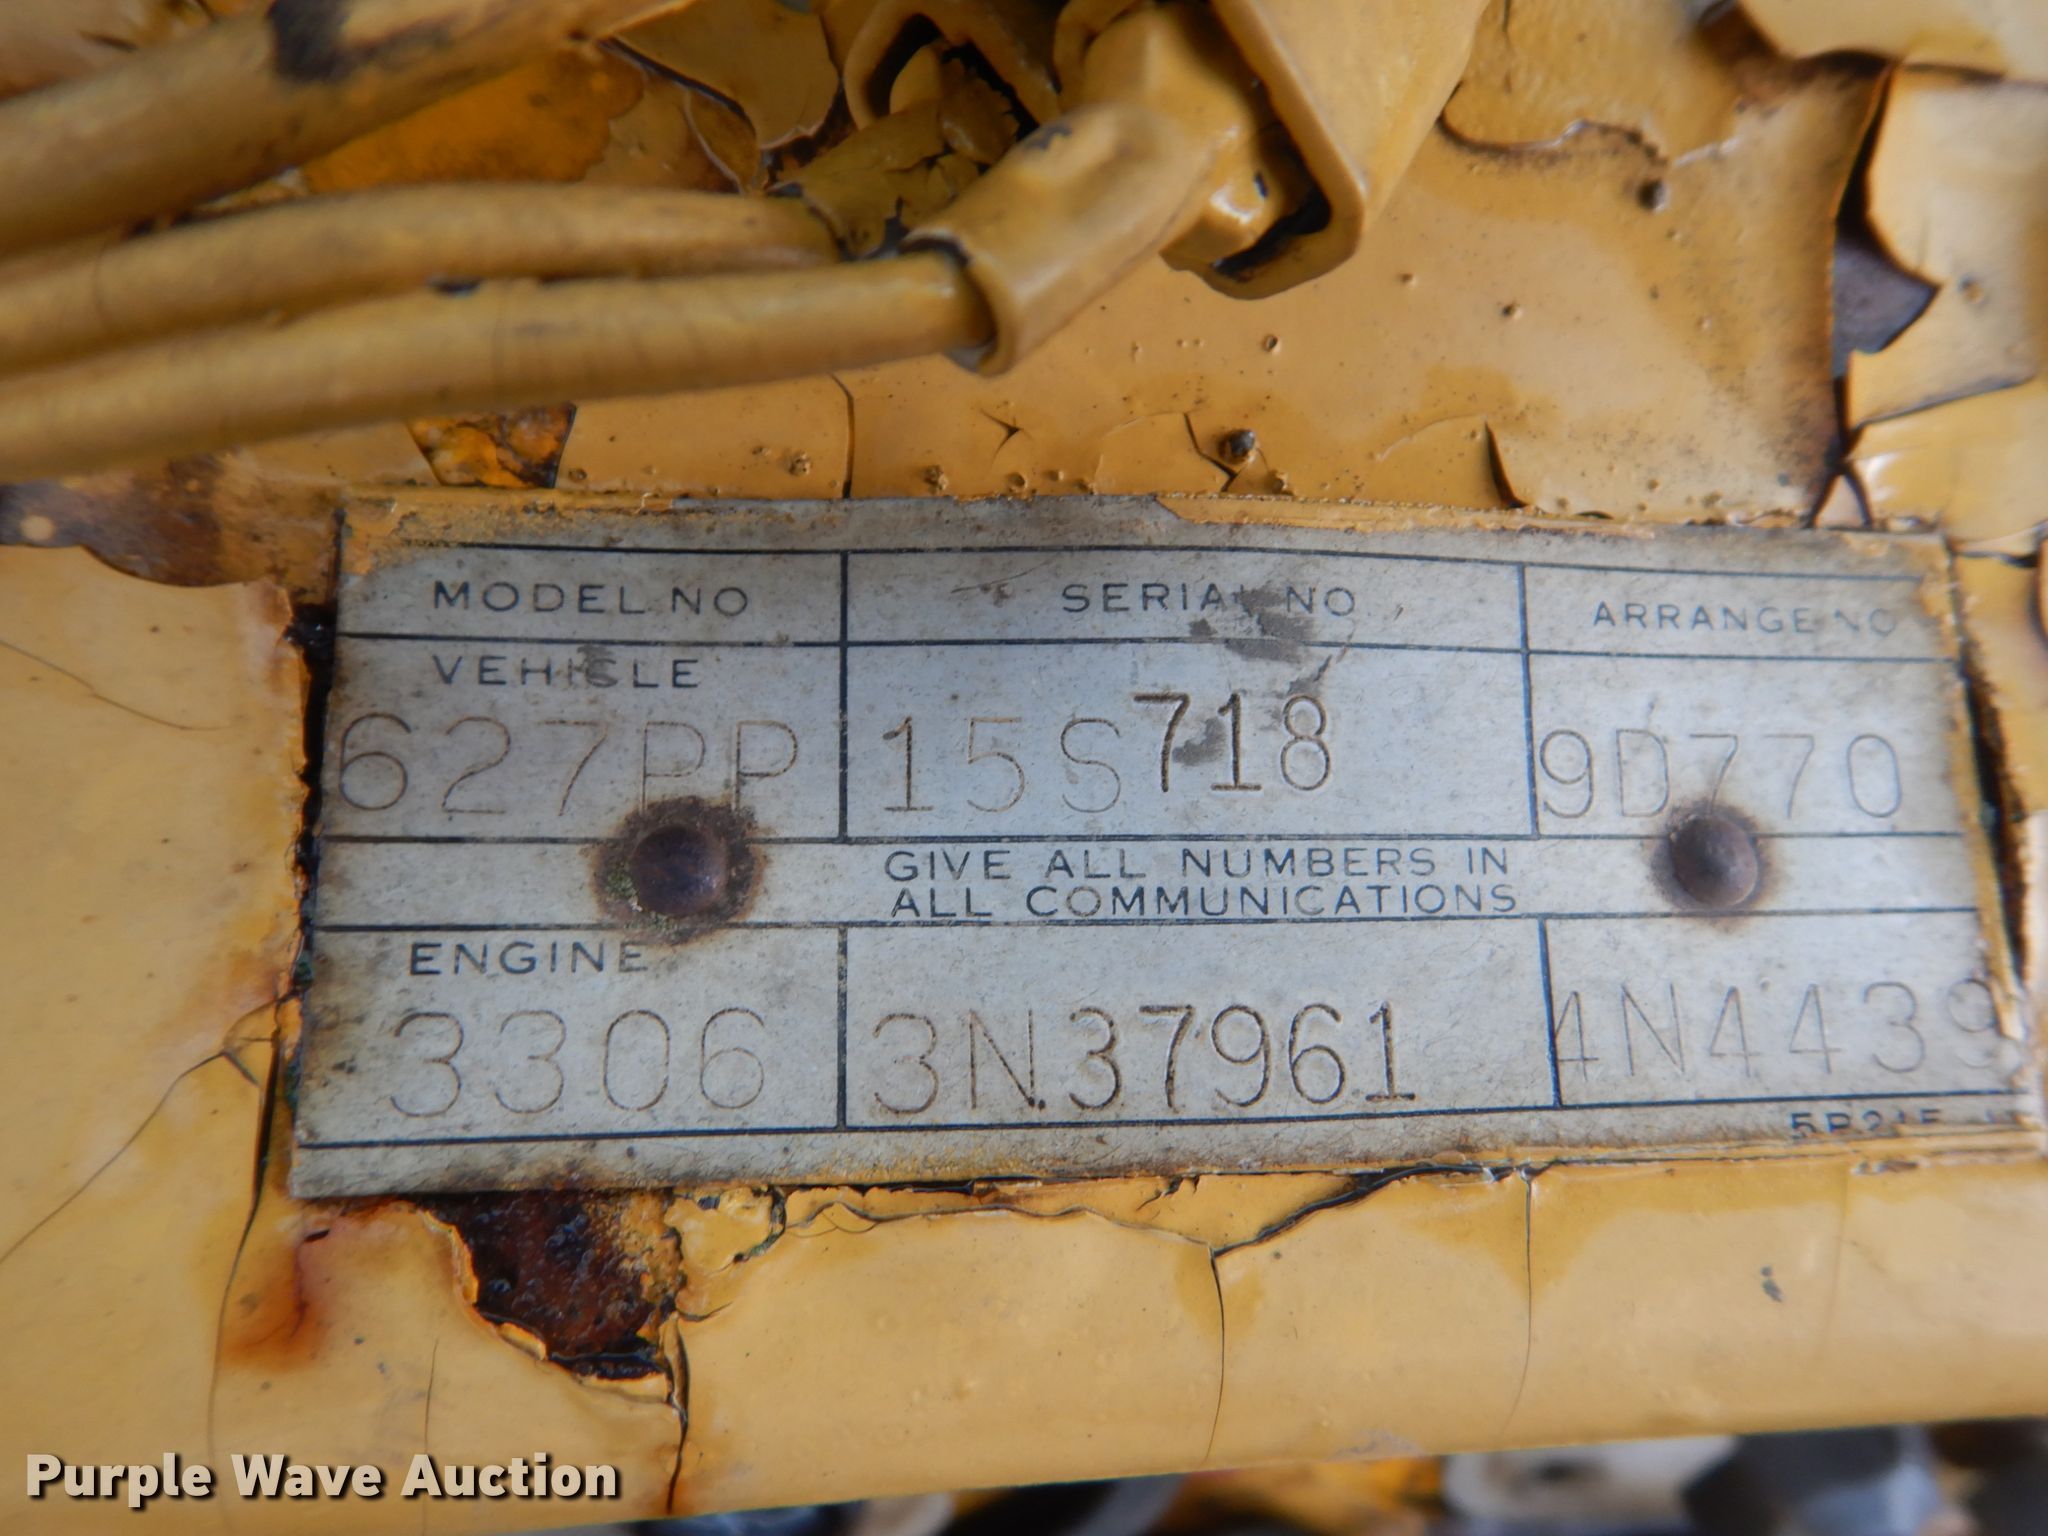 MODEL NO SERIAL NO ARRANGE NO
VEHICLE
627PP 15S718 9D770
GIVE ALL NUMBERS IN
ALL COMMUNICATIONS
ENGINE
3306 3N37961 4N4439
Purple Wave Auction